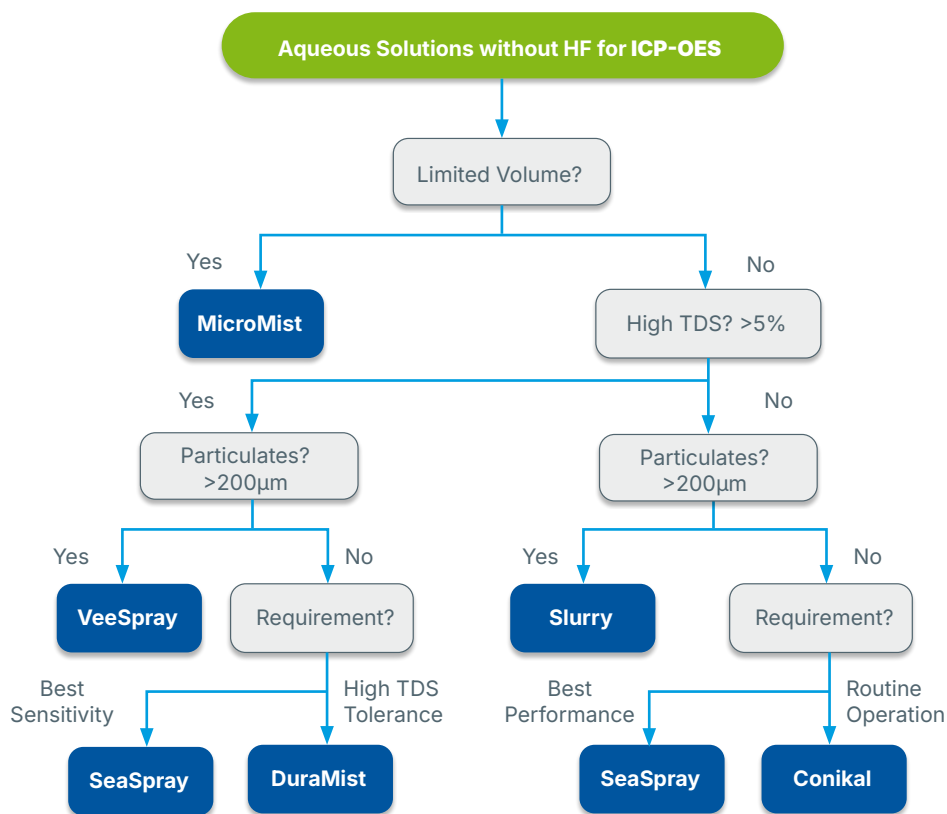 Aqueous Solutions without HF for ICP-OES
Limited Volume?
Yes
No
MicroMist
High TDS? >5%
Yes
No
Particulates?
>200µm
Particulates?
>200µm
Yes
No
Yes
No
VeeSpray
Requirement?
Slurry
Requirement?
Best
Sensitivity
High TDS
Tolerance
Best
Performance
Routine
Operation
SeaSpray
DuraMist
SeaSpray
Conikal